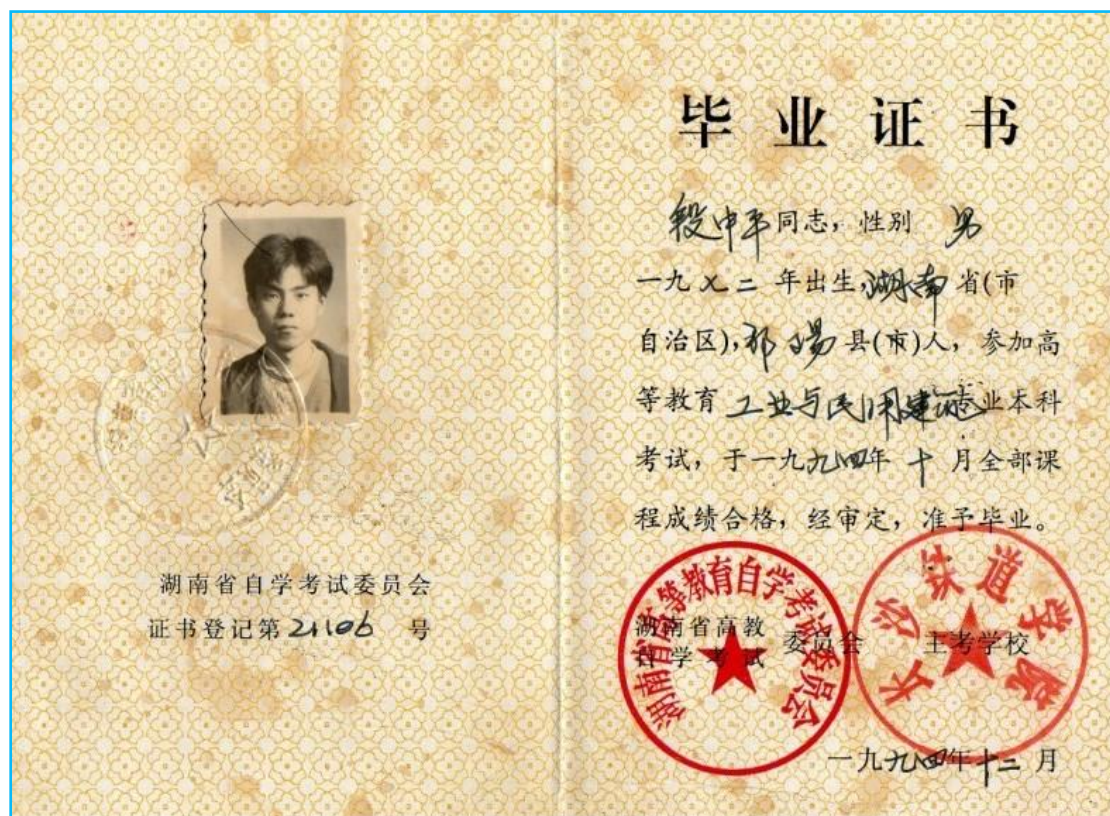 湖南省自学考试委员会
证书登记第 21106 号
毕业证书
段中平同志，性别 男
一九七二年出生，湖南省(市
自治区)，邵阳县(市)人，参加高
等教育 工业与民用建筑专业本科
考试，于一九九四年 十 月全部课
程成绩合格，经审定，准予毕业。
湖南省高教
自学考试
委员会 主考学校
湖南省高等教育自学考试委员会
长沙铁道学院
一九九四年十二月